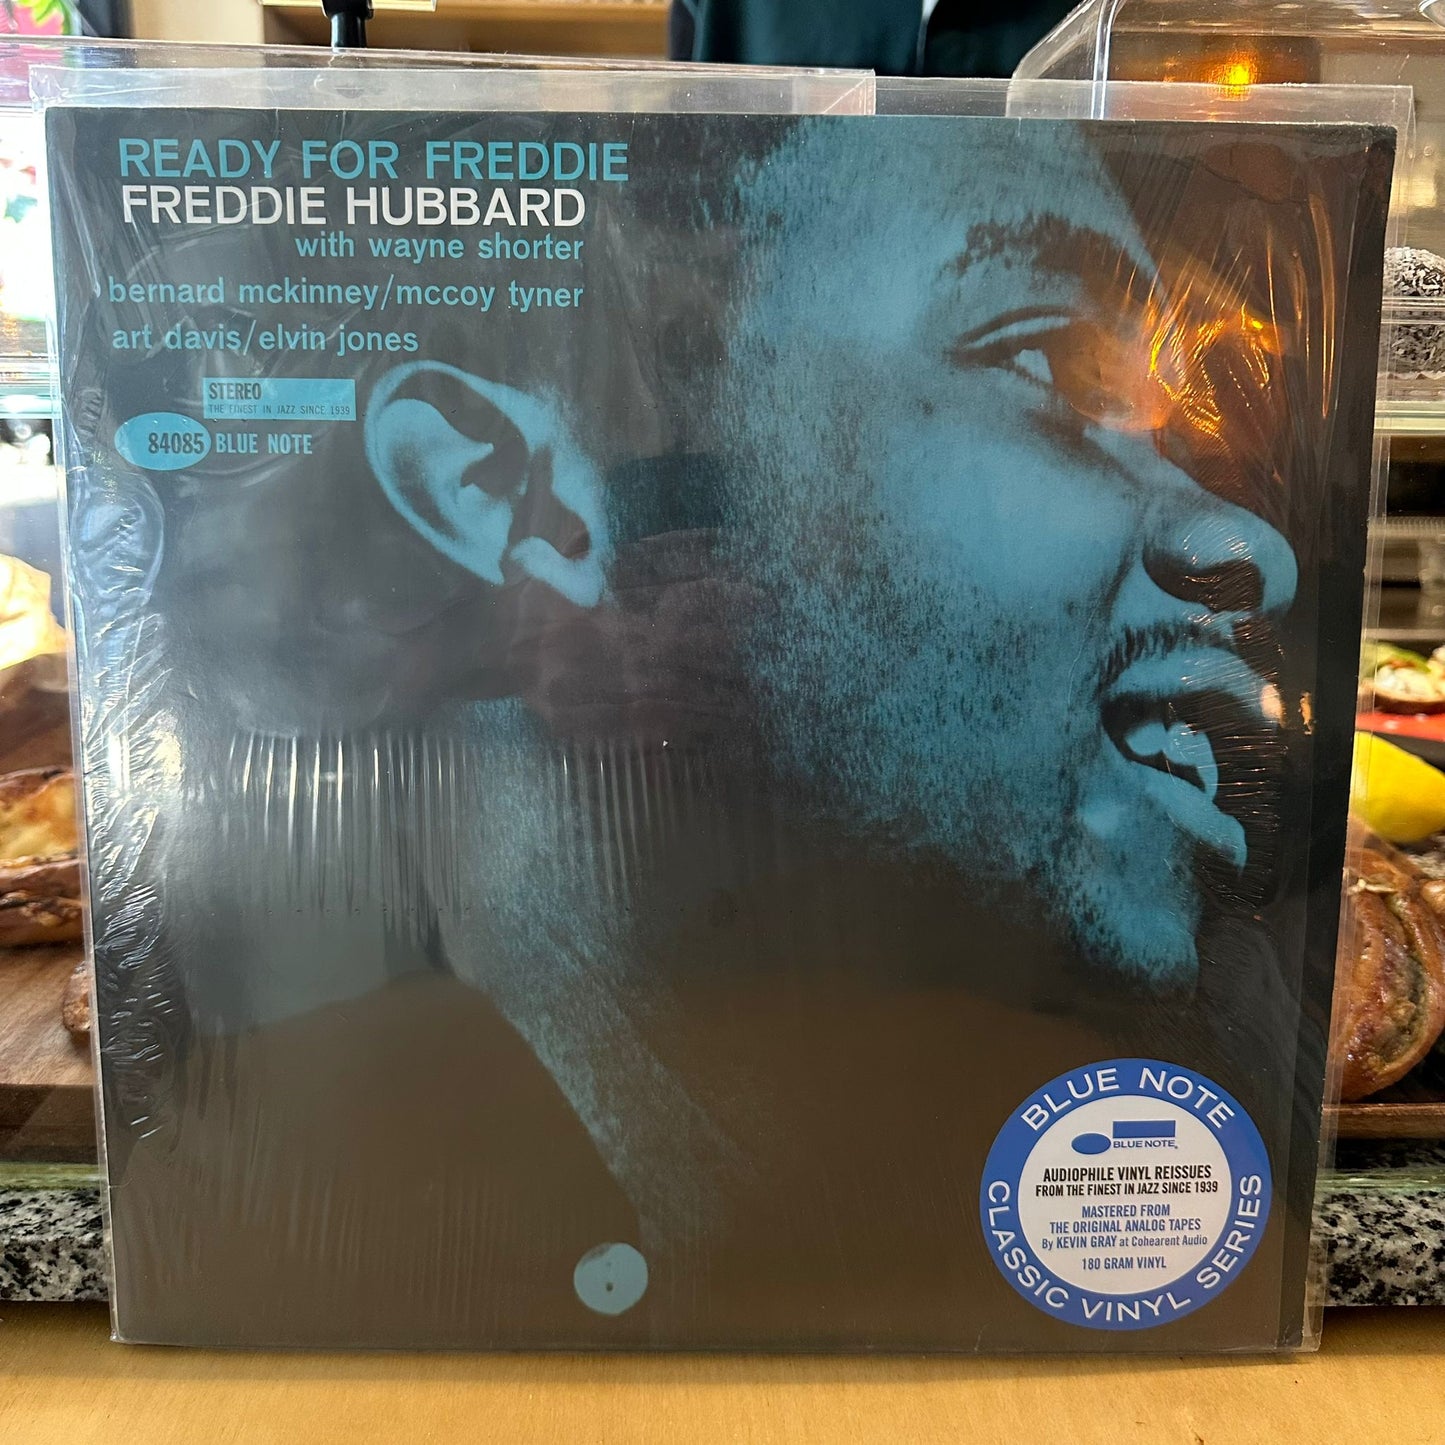 READY FOR FREDDIE
FREDDIE HUBBARD
with wayne shorter
bernard mckinney/mccoy tyner
art davis/elvin jones
STEREO
THE FINEST IN JAZZ SINCE 1939
84085 BLUE NOTE
BLUE NOTE
BLUE NOTE
AUDIOPHILE VINYL REISSUES
FROM THE FINEST IN JAZZ SINCE 1939
MASTERED FROM
THE ORIGINAL ANALOG TAPES
By KEVIN GRAY at Cohearent Audio
180 GRAM VINYL
CLASSIC VINYL SERIES